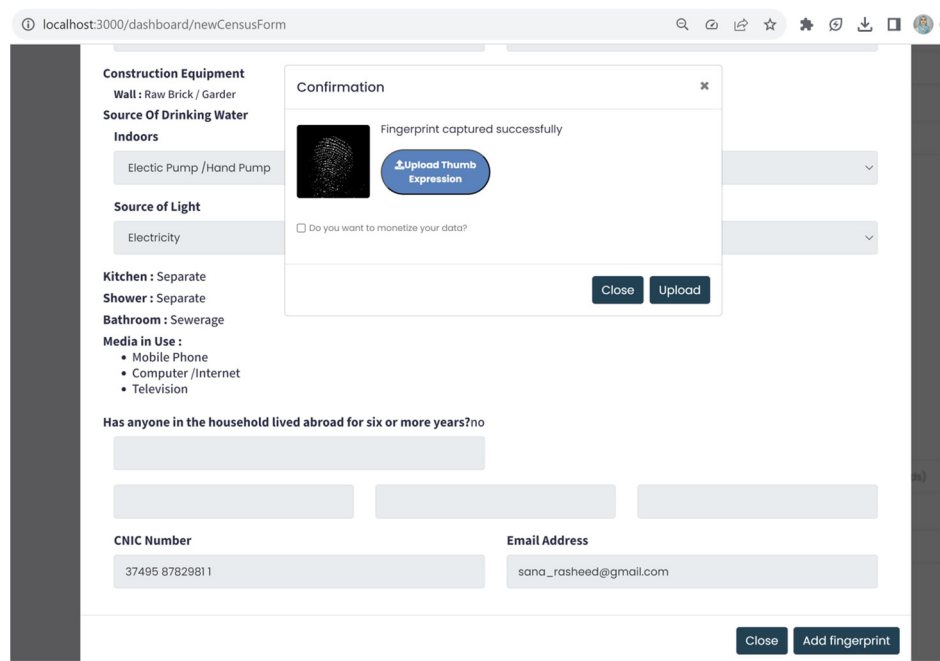 localhost:3000/dashboard/newCensusForm
Construction Equipment
Wall : Raw Brick / Garder
Source Of Drinking Water
Indoors
Electic Pump /Hand Pump
Source of Light
Electricity
Kitchen : Separate
Shower : Separate
Bathroom : Sewerage
Media in Use :
Mobile Phone
Computer /Internet
Television
Has anyone in the household lived abroad for six or more years?no
CNIC Number
Email Address
37495 8782981 1
sana_rasheed@gmail.com
Close
Add fingerprint
Confirmation
Fingerprint captured successfully
Upload Thumb
Expression
Do you want to monetize your data?
Close
Upload